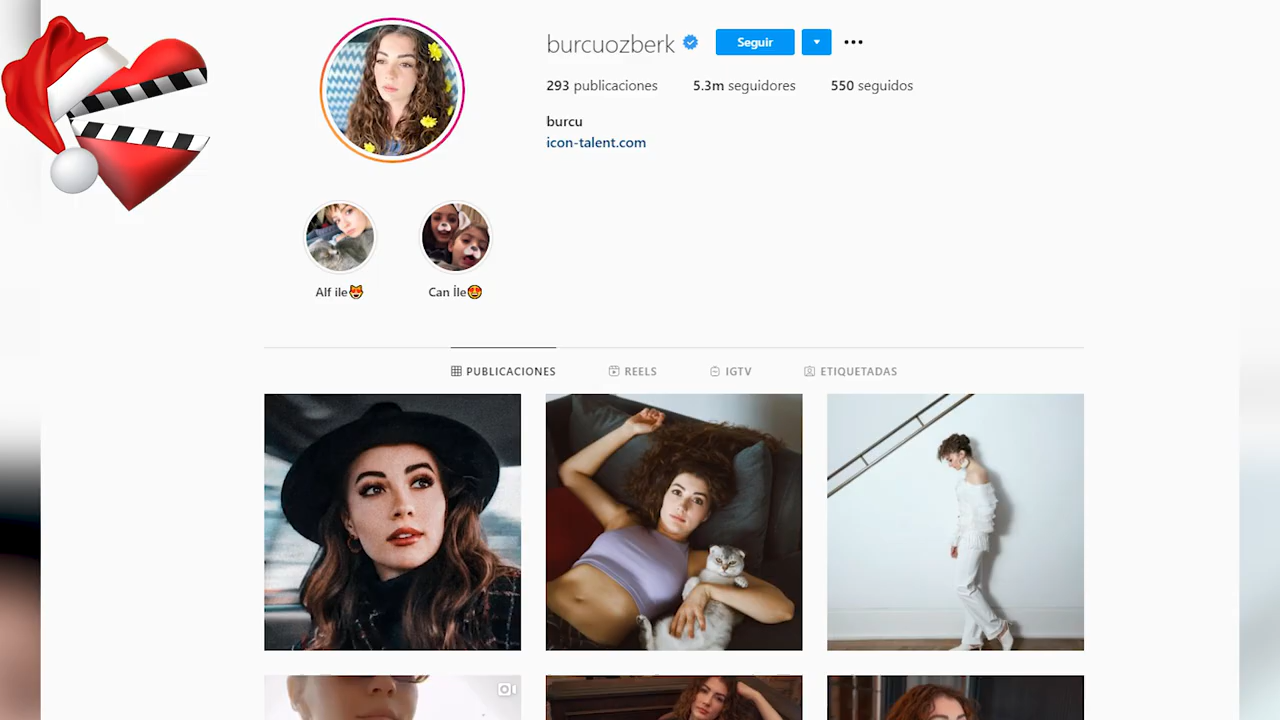 burcuozberk
Seguir
293 publicaciones 5.3m seguidores 550 seguidos
burcu
icon-talent.com
Alf ile😻 Can İle😍
PUBLICACIONES REELS IGTV ETIQUETADAS